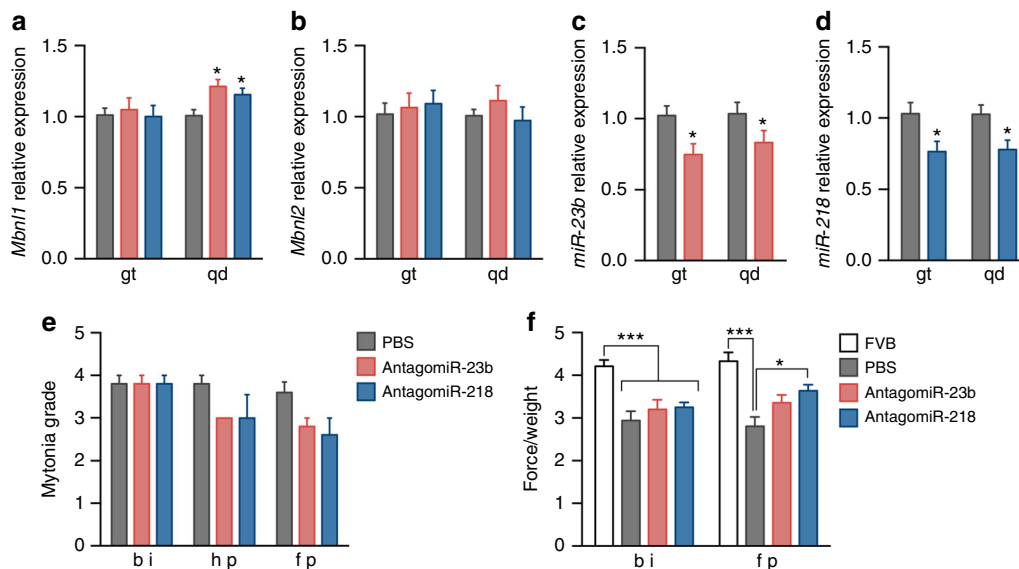 a
Mbnl1 relative expression
1.5
1.0
0.5
0.0
* *
gt qd
b
Mbnl2 relative expression
1.5
1.0
0.5
0.0
gt qd
c
miR-23b relative expression
1.5
1.0
0.5
0.0
* *
gt qd
d
miR-218 relative expression
1.5
1.0
0.5
0.0
* *
gt qd
e
Mytonia grade
5
4
3
2
1
0
b i h p f p
PBS
AntagomiR-23b
AntagomiR-218
f
Force/weight
5
4
3
2
1
0
*** *** *
b i f p
FVB
PBS
AntagomiR-23b
AntagomiR-218